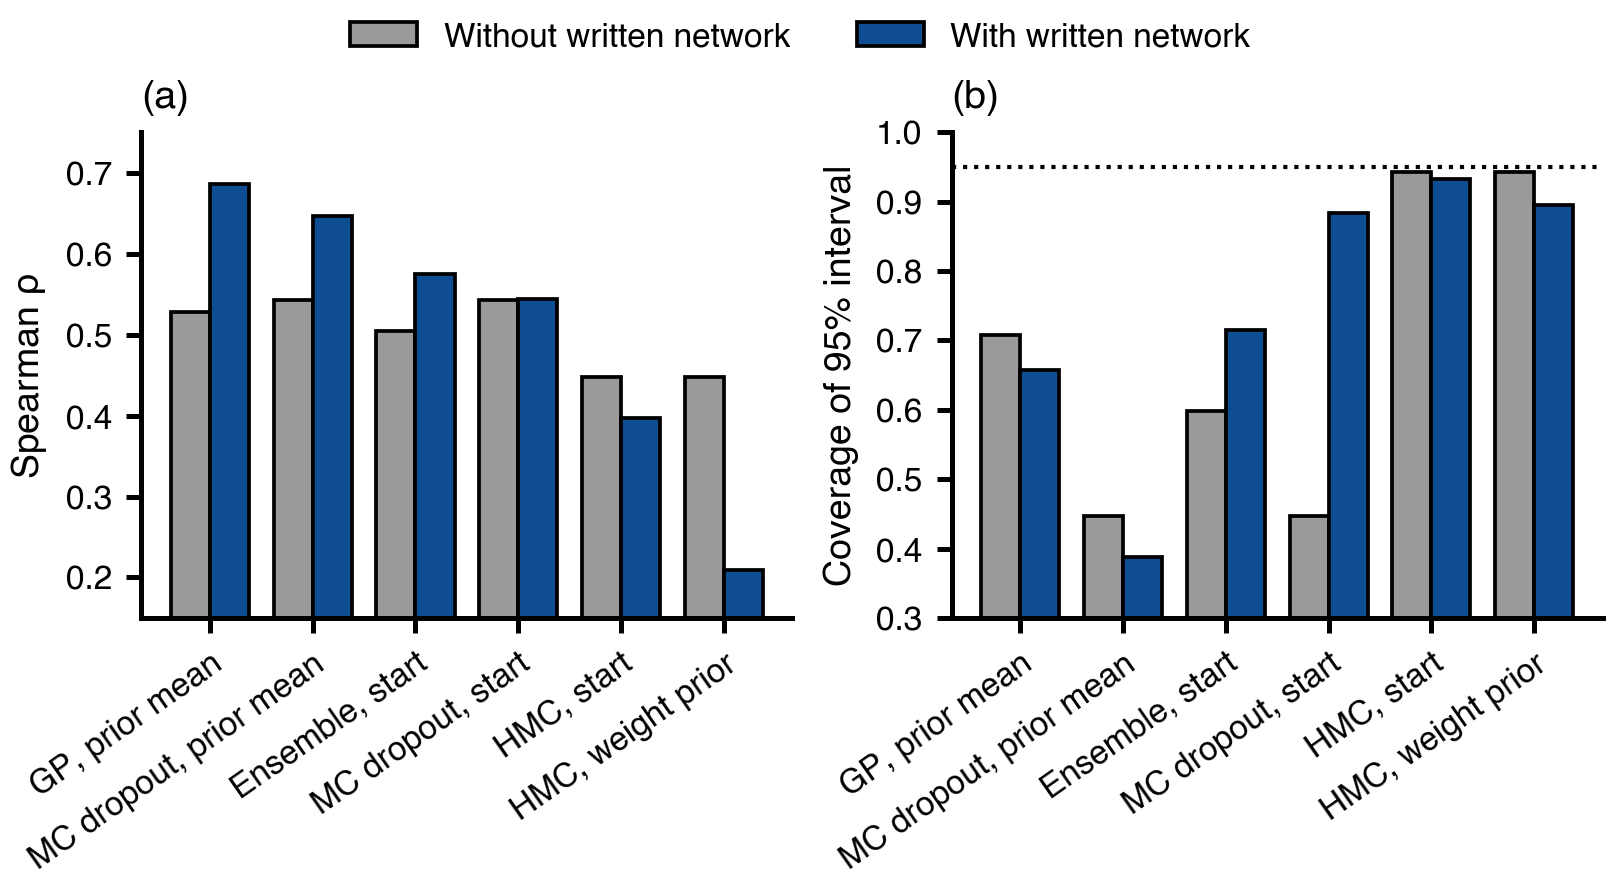 Without written network
With written network
(a)
Spearman ρ
0.7
0.6
0.5
0.4
0.3
0.2
GP, prior mean
MC dropout, prior mean
Ensemble, start
MC dropout, start
HMC, start
HMC, weight prior
(b)
Coverage of 95% interval
1.0
0.9
0.8
0.7
0.6
0.5
0.4
0.3
GP, prior mean
MC dropout, prior mean
Ensemble, start
MC dropout, start
HMC, start
HMC, weight prior